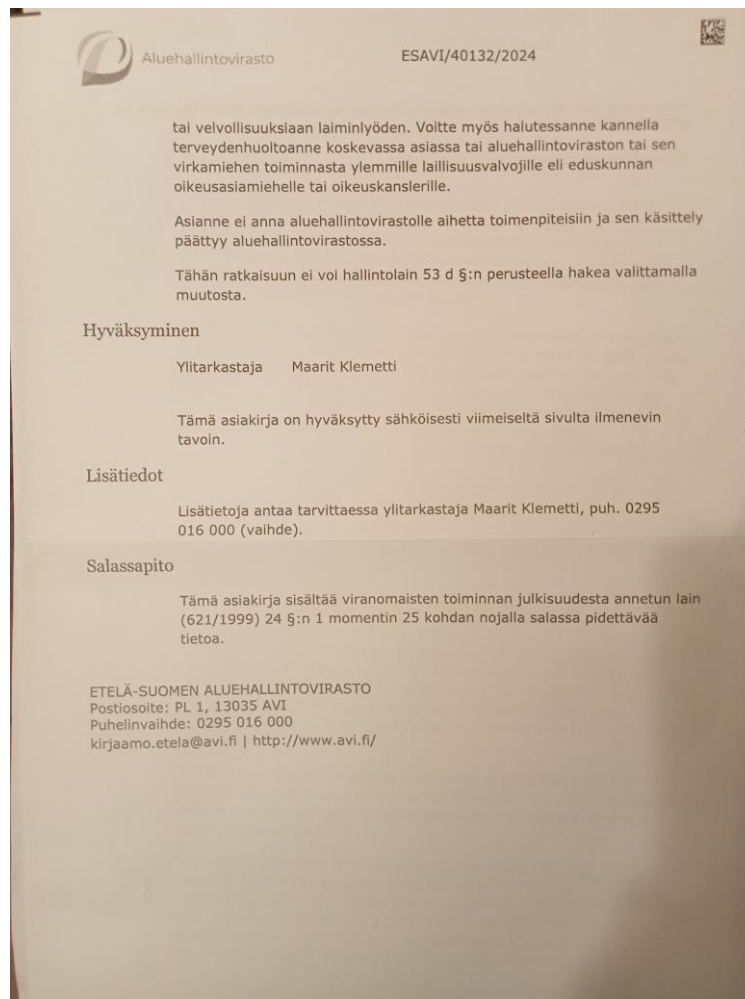 Aluehallintovirasto
ESAVI/40132/2024
tai velvollisuuksiaan laiminlyöden. Voitte myös halutessanne kannella
terveydenhuoltoanne koskevassa asiassa tai aluehallintoviraston tai sen
virkamiehen toiminnasta ylemmille laillisuusvalvojille eli eduskunnan
oikeusasiamiehelle tai oikeuskanslerille.
Asianne ei anna aluehallintovirastolle aihetta toimenpiteisiin ja sen käsittely
päättyy aluehallintovirastossa.
Tähän ratkaisuun ei voi hallintolain 53 d §:n perusteella hakea valittamalla
muutosta.
Hyväksyminen
Ylitarkastaja Maarit Klemetti
Tämä asiakirja on hyväksytty sähköisesti viimeiseltä sivulta ilmenevin
tavoin.
Lisätiedot
Lisätietoja antaa tarvittaessa ylitarkastaja Maarit Klemetti, puh. 0295
016 000 (vaihde).
Salassapito
Tämä asiakirja sisältää viranomaisten toiminnan julkisuudesta annetun lain
(621/1999) 24 §:n 1 momentin 25 kohdan nojalla salassa pidettävää
tietoa.
ETELÄ-SUOMEN ALUEHALLINTOVIRASTO
Postiosoite: PL 1, 13035 AVI
Puhelinvaihde: 0295 016 000
kirjaamo.etela@avi.fi | http://www.avi.fi/